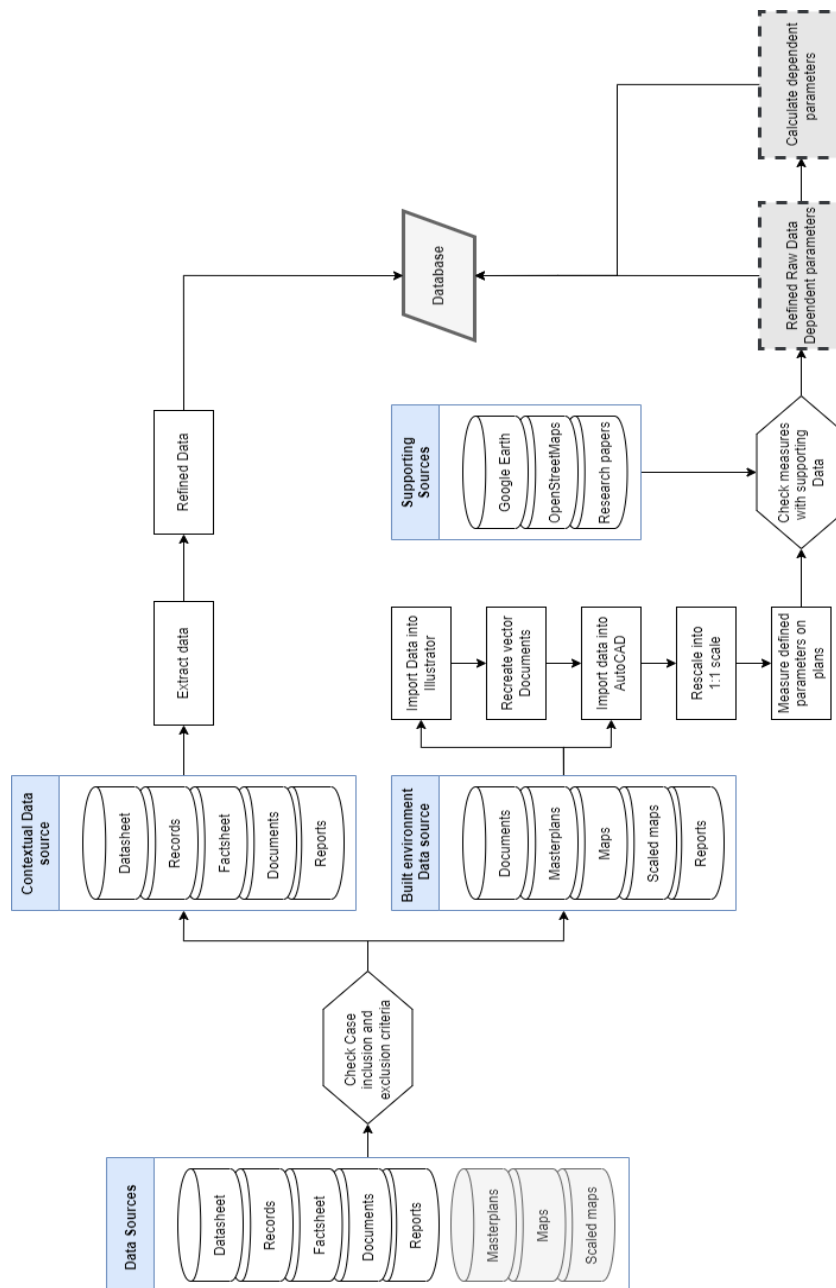 Data Sources
Datasheet
Records
Factsheet
Documents
Reports
Masterplans
Maps
Scaled maps
Check Case
inclusion and
exclusion criteria
Contextual Data
source
Datasheet
Records
Factsheet
Documents
Reports
Built environment
Data source
Documents
Masterplans
Maps
Scaled maps
Reports
Extract data
Refined Data
Import Data into
Illustrator
Recreate vector
Documents
Import data into
AutoCAD
Rescale into
1:1 scale
Measure defined
parameters on
plans
Supporting
Sources
Google Earth
OpenStreetMaps
Research papers
Check measures
with supporting
Data
Database
Refined Raw Data
Dependent parameters
Calculate dependent
parameters